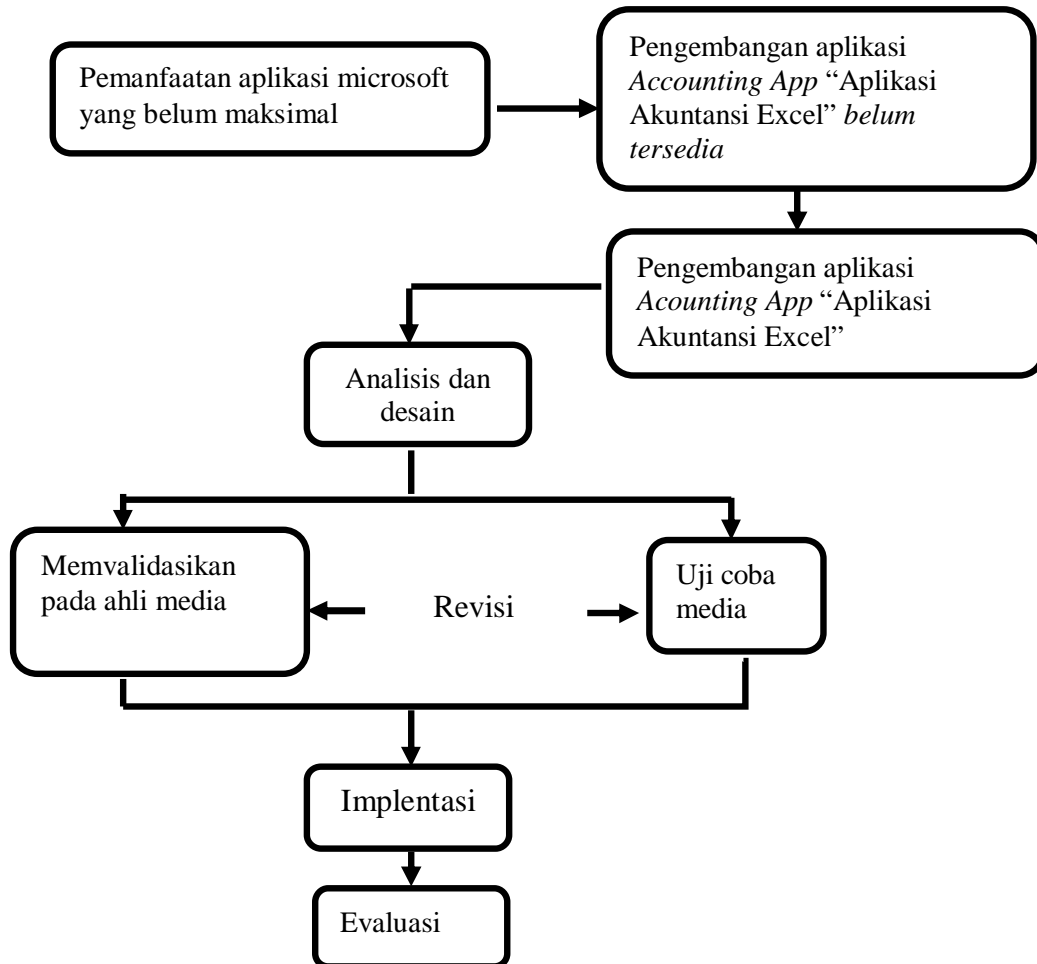 Pemanfaatan aplikasi microsoft
yang belum maksimal
Pengembangan aplikasi
Accounting App “Aplikasi
Akuntansi Excel” belum
tersedia
Pengembangan aplikasi
Acounting App “Aplikasi
Akuntansi Excel”
Analisis dan
desain
Memvalidasikan
pada ahli media
Revisi
Uji coba
media
Implentasi
Evaluasi